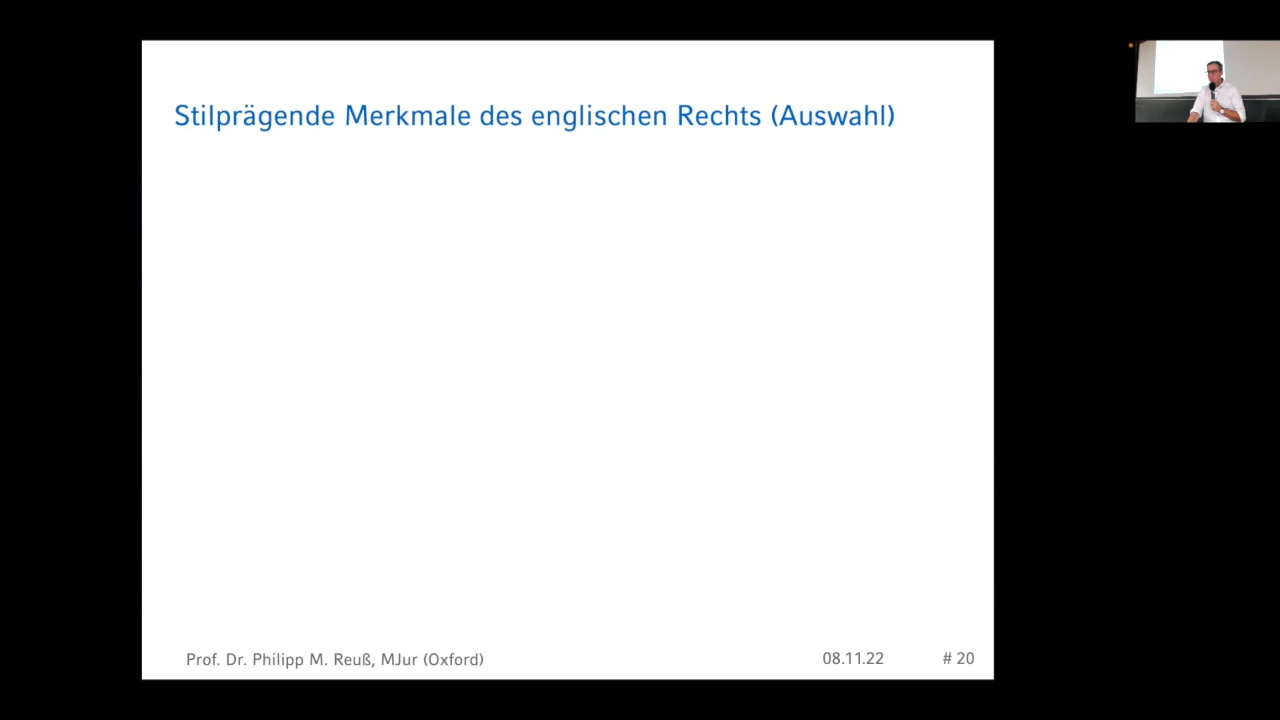 Stilprägende Merkmale des englischen Rechts (Auswahl)
Prof. Dr. Philipp M. Reuß, MJur (Oxford)
08.11.22
# 20